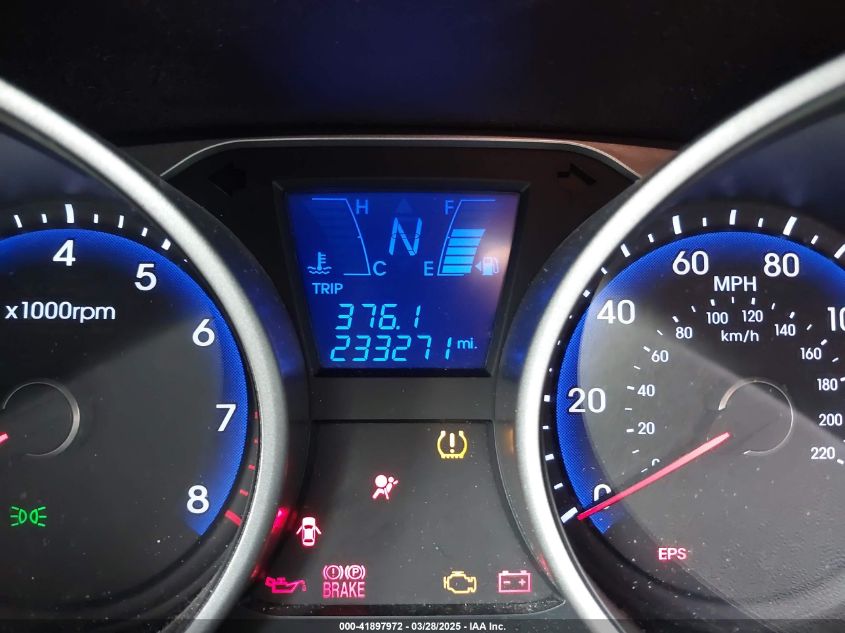 H F
N
C E
TRIP
376.1
233271 mi.
4
5
x1000rpm
6
7
8
60 80
MPH
40
10
80 100 120 140
km/h
60 160
40 180
20 200
0 220
20
0
EPS
BRAKE
000-41897972 — 03/28/2025 — IAA Inc.